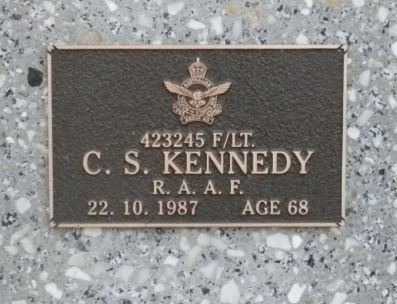 423245 F/LT.
C. S. KENNEDY
R. A. A. F.
22. 10. 1987 AGE 68